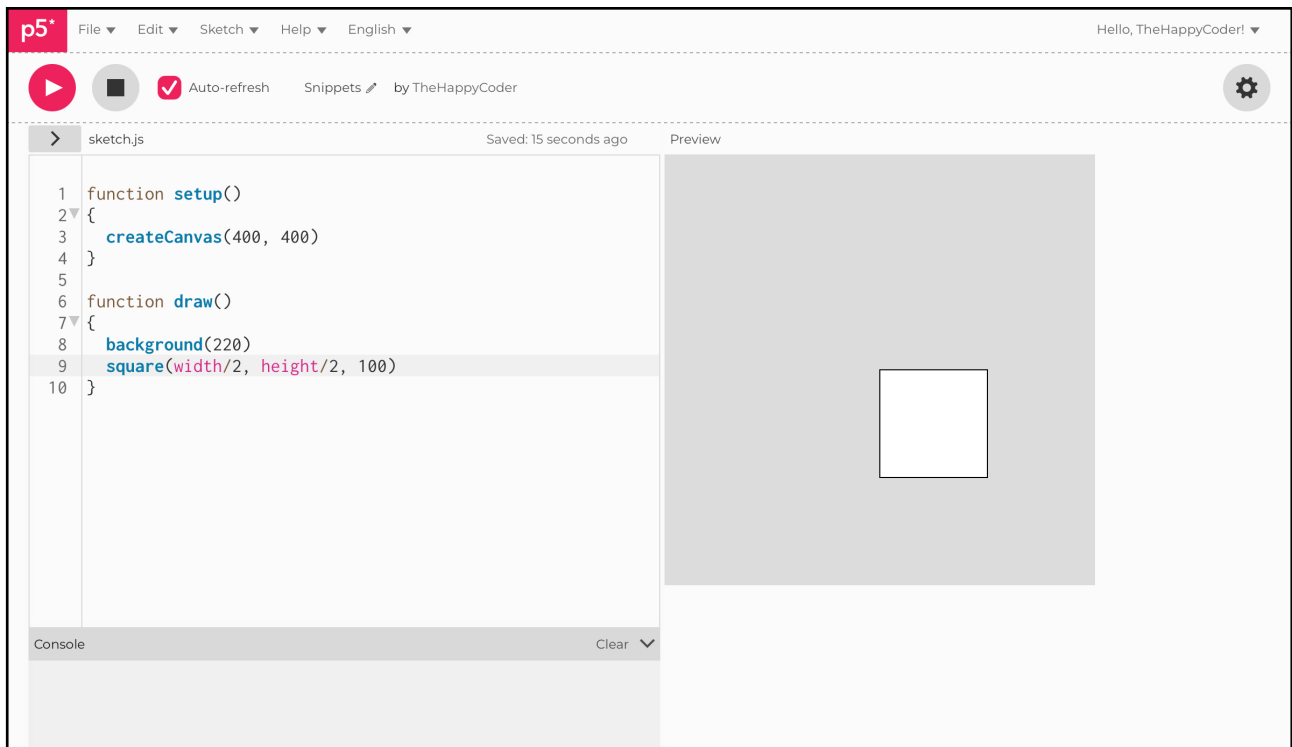 p5* File Edit Sketch Help English Hello, TheHappyCoder!
Auto-refresh Snippets by TheHappyCoder
sketch.js Saved: 15 seconds ago Preview
1 function setup()
2 {
3 createCanvas(400, 400)
4 }
5
6 function draw()
7 {
8 background(220)
9 square(width/2, height/2, 100)
10 }
Console Clear